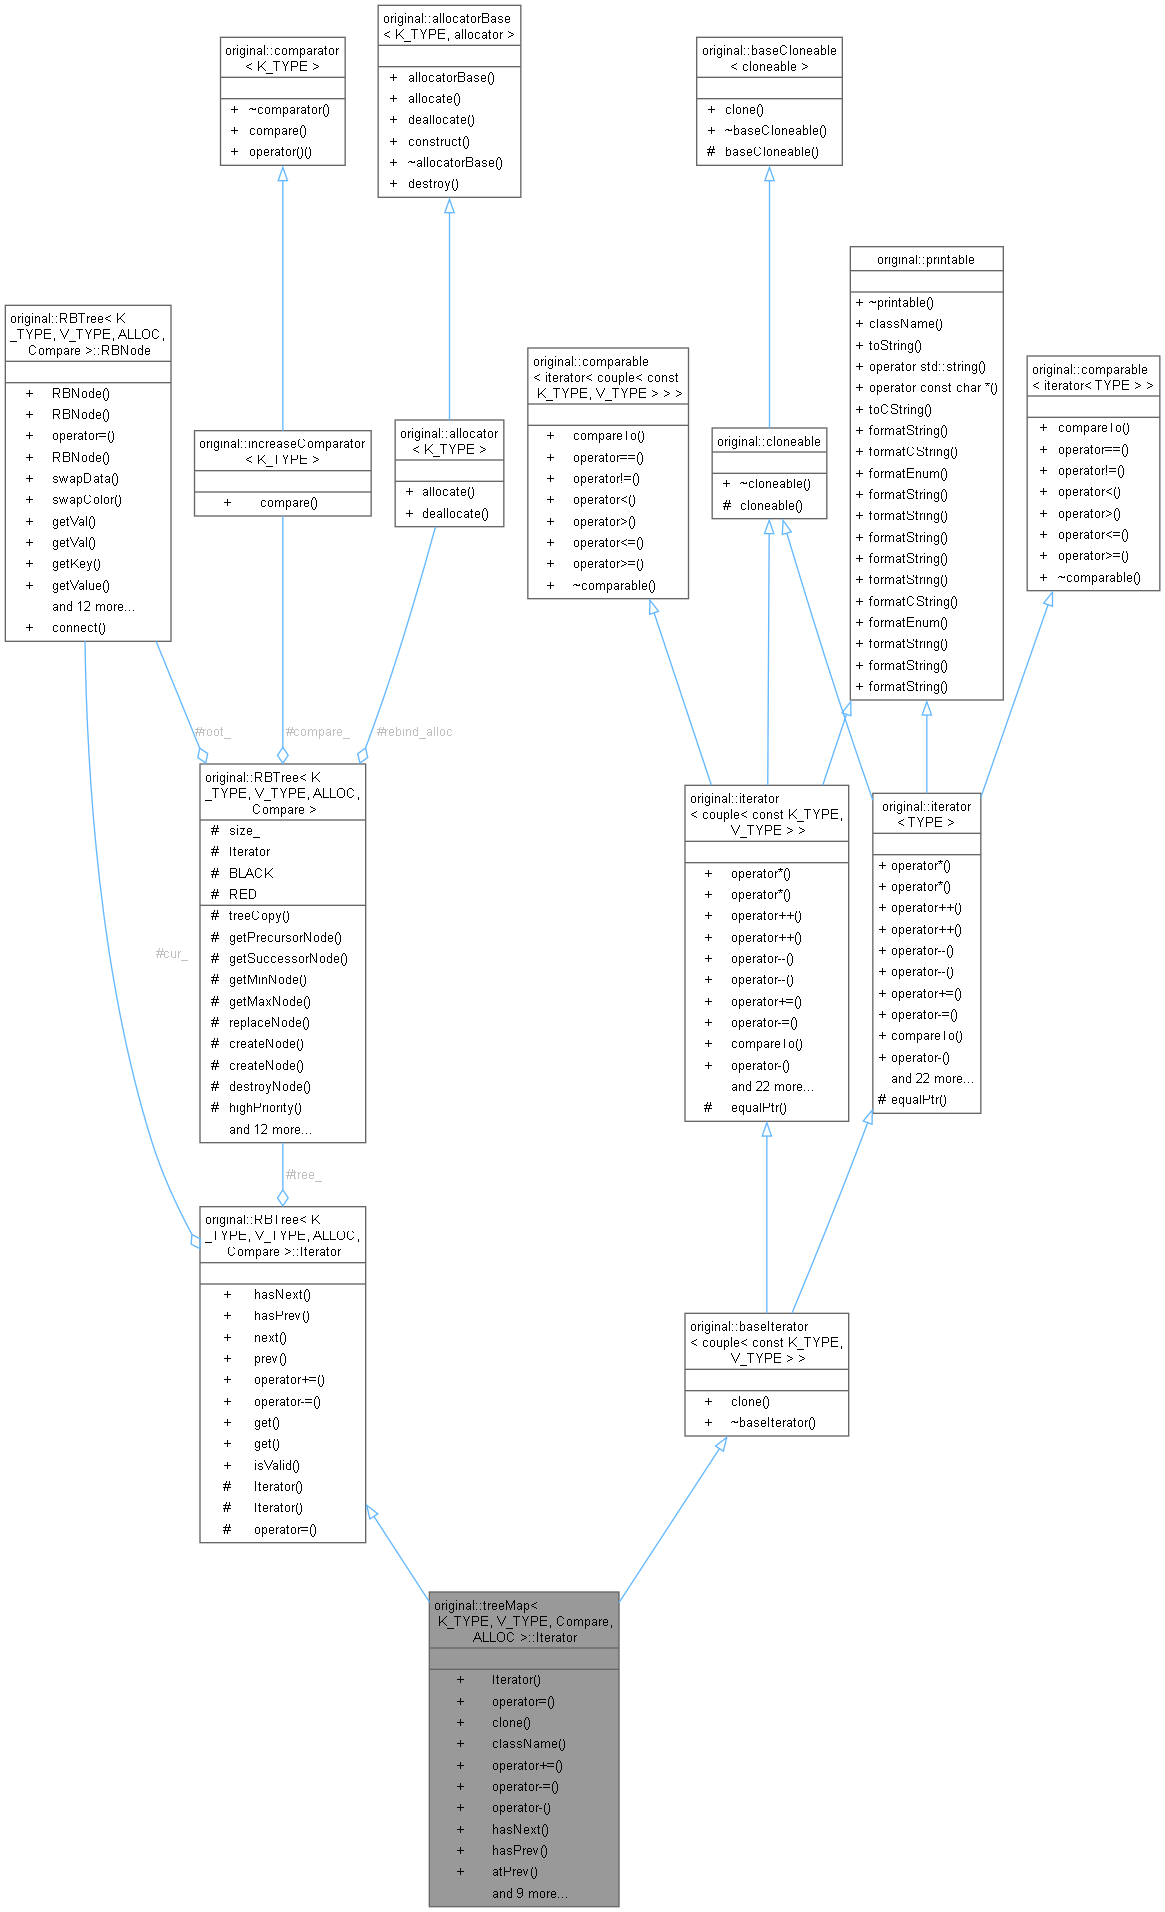 original::allocatorBase
< K_TYPE, allocator >
+ allocatorBase()
+ allocate()
+ deallocate()
+ construct()
+ ~allocatorBase()
+ destroy()
original::comparator
< K_TYPE >
+ ~comparator()
+ compare()
+ operator()()
original::baseCloneable
< cloneable >
+ clone()
+ ~baseCloneable()
# baseCloneable()
original::printable
+ ~printable()
+ className()
+ toString()
+ operator std::string()
+ operator const char *()
+ toCString()
+ formatString()
+ formatCString()
+ formatEnum()
+ formatString()
+ formatString()
+ formatString()
+ formatString()
+ formatString()
+ formatCString()
+ formatEnum()
+ formatString()
+ formatString()
+ formatString()
original::RBTree< K
_TYPE, V_TYPE, ALLOC,
Compare >::RBNode
+ RBNode()
+ RBNode()
+ operator=()
+ RBNode()
+ swapData()
+ swapColor()
+ getVal()
+ getVal()
+ getKey()
+ getValue()
and 12 more...
+ connect()
original::comparable
< iterator< couple< const
K_TYPE, V_TYPE > > >
+ compareTo()
+ operator==()
+ operator!=()
+ operator<()
+ operator>()
+ operator<=()
+ operator>=()
+ ~comparable()
original::comparable
< iterator< TYPE > >
+ compareTo()
+ operator==()
+ operator!=()
+ operator<()
+ operator>()
+ operator<=()
+ operator>=()
+ ~comparable()
original::increaseComparator
< K_TYPE >
+ compare()
original::allocator
< K_TYPE >
+ allocate()
+ deallocate()
original::cloneable
+ ~cloneable()
# cloneable()
#root_
#compare_
#rebind_alloc
original::RBTree< K
_TYPE, V_TYPE, ALLOC,
Compare >
# size_
# Iterator
# BLACK
# RED
# treeCopy()
# getPrecursorNode()
# getSuccessorNode()
# getMinNode()
# getMaxNode()
# replaceNode()
# createNode()
# createNode()
# destroyNode()
# highPriority()
and 12 more...
original::iterator
< couple< const K_TYPE,
V_TYPE > >
+ operator*()
+ operator*()
+ operator++()
+ operator++()
+ operator--()
+ operator--()
+ operator+=()
+ operator-=()
+ compareTo()
+ operator-()
and 22 more...
# equalPtr()
original::iterator
< TYPE >
+ operator*()
+ operator*()
+ operator++()
+ operator++()
+ operator--()
+ operator--()
+ operator+=()
+ operator-=()
+ compareTo()
+ operator-()
and 22 more...
# equalPtr()
#cur_
#tree_
original::RBTree< K
_TYPE, V_TYPE, ALLOC,
Compare >::Iterator
+ hasNext()
+ hasPrev()
+ next()
+ prev()
+ operator+=()
+ operator-=()
+ get()
+ get()
+ isValid()
# Iterator()
# Iterator()
# operator=()
original::baseIterator
< couple< const K_TYPE,
V_TYPE > >
+ clone()
+ ~baseIterator()
original::treeMap<
K_TYPE, V_TYPE, Compare,
ALLOC >::Iterator
+ Iterator()
+ operator=()
+ clone()
+ className()
+ operator+=()
+ operator-=()
+ operator-()
+ hasNext()
+ hasPrev()
+ atPrev()
and 9 more...